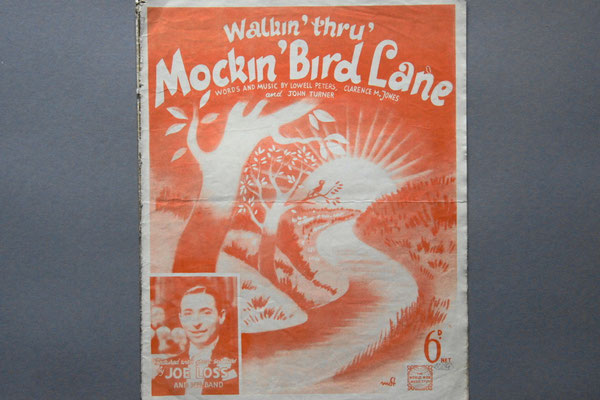 Walkin' thru'
Mockin' Bird Lane
WORDS AND MUSIC BY LOWELL PETERS, CLARENCE M. JONES
and JOHN TURNER
by JOE LOSS
AND HIS BAND
6D.
NET